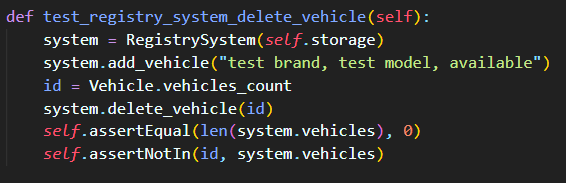 def test_registry_system_delete_vehicle(self):
    system = RegistrySystem(self.storage)
    system.add_vehicle("test brand, test model, available")
    id = Vehicle.vehicles_count
    system.delete_vehicle(id)
    self.assertEqual(len(system.vehicles), 0)
    self.assertNotIn(id, system.vehicles)